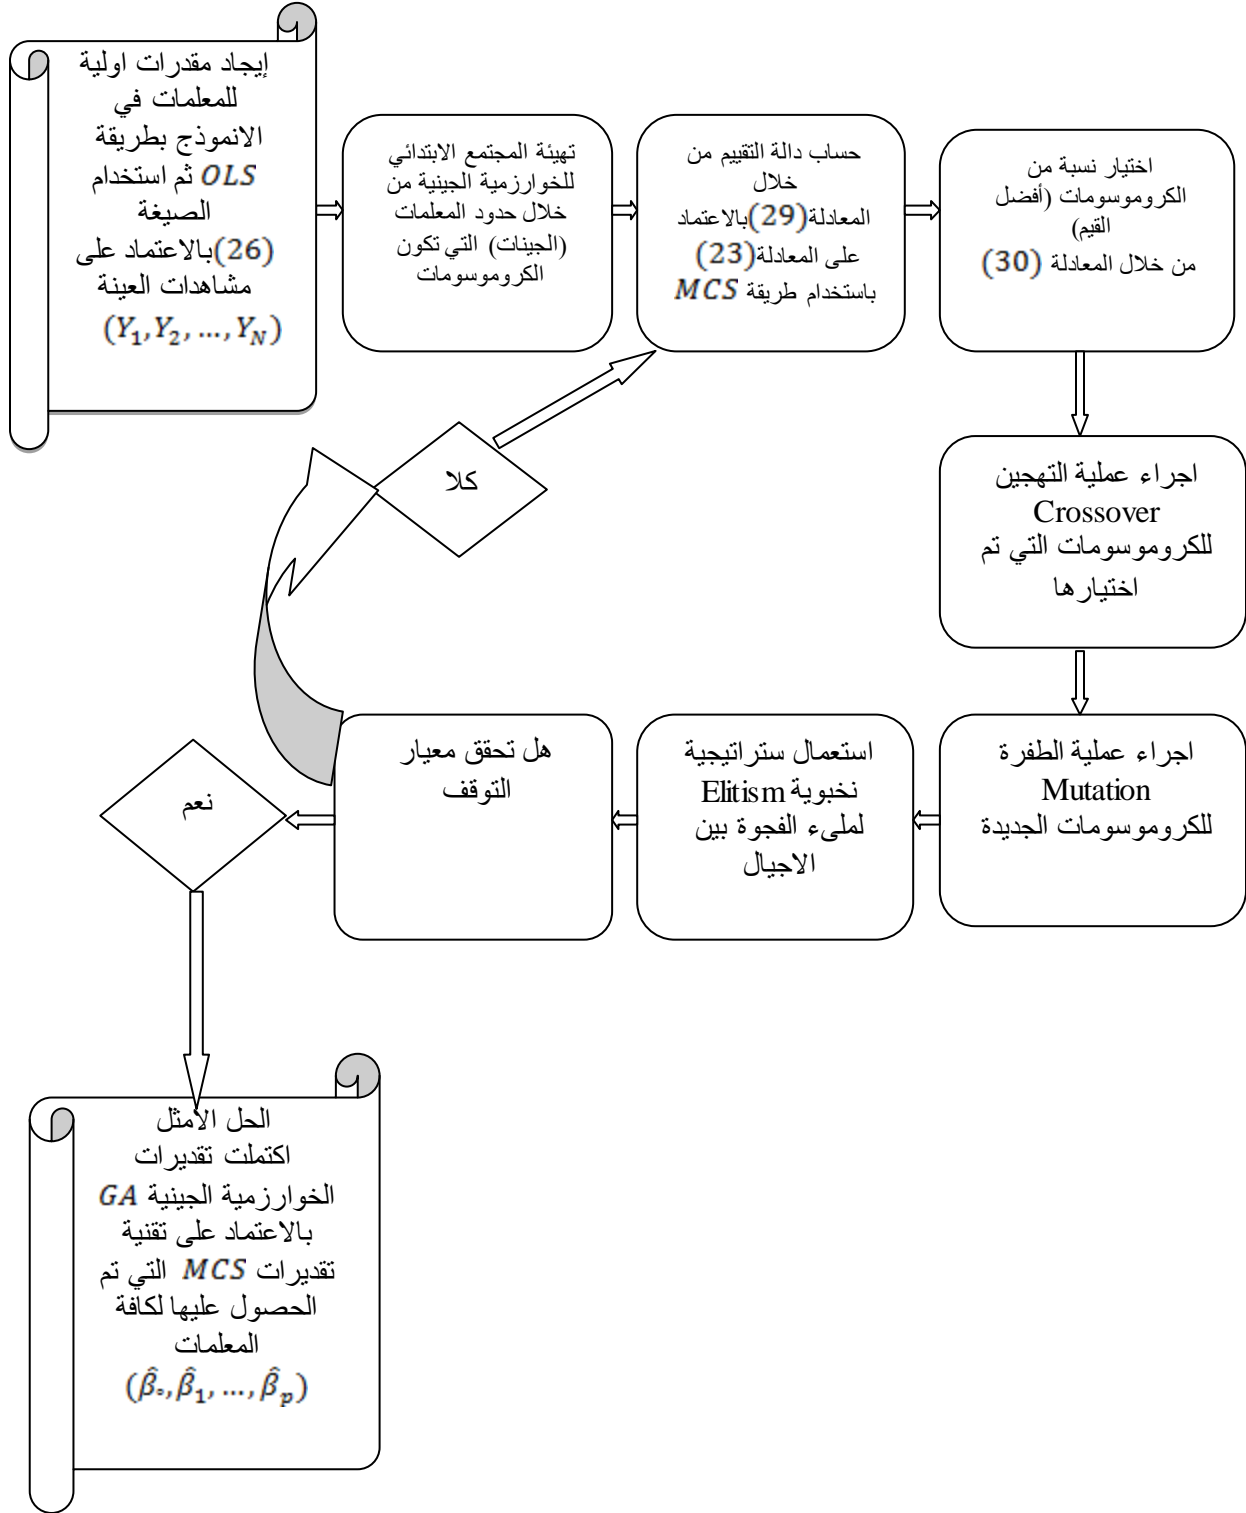 إيجاد مقدرات اولية
للمعلمات في
الانموذج بطريقة
OLS ثم استخدام
الصيغة
(26)بالاعتماد على
مشاهدات العينة
(Y₁,Y₂, …,Y_N)
تهيئة المجتمع الابتدائي
للخوارزمية الجينية من
خلال حدود المعلمات
(الجينات) التي تكون
الكروموسومات
حساب دالة التقييم من
خلال
المعادلة(29)بالاعتماد
على المعادلة(23)
باستخدام طريقة MCS
اختيار نسبة من
الكروموسومات (أفضل
القيم)
من خلال المعادلة (30)
اجراء عملية التهجين
Crossover
للكروموسومات التي تم
اختيارها
اجراء عملية الطفرة
Mutation
للكروموسومات الجديدة
استعمال ستراتيجية
نخبوية Elitism
لملىء الفجوة بين
الاجيال
هل تحقق معيار
التوقف
كلا
نعم
الحل الأمثل
اكتملت تقديرات
الخوارزمية الجينية GA
بالاعتماد على تقنية
تقديرات MCS التي تم
الحصول عليها لكافة
المعلمات
(β̂₀,β̂₁, …,β̂ₚ)